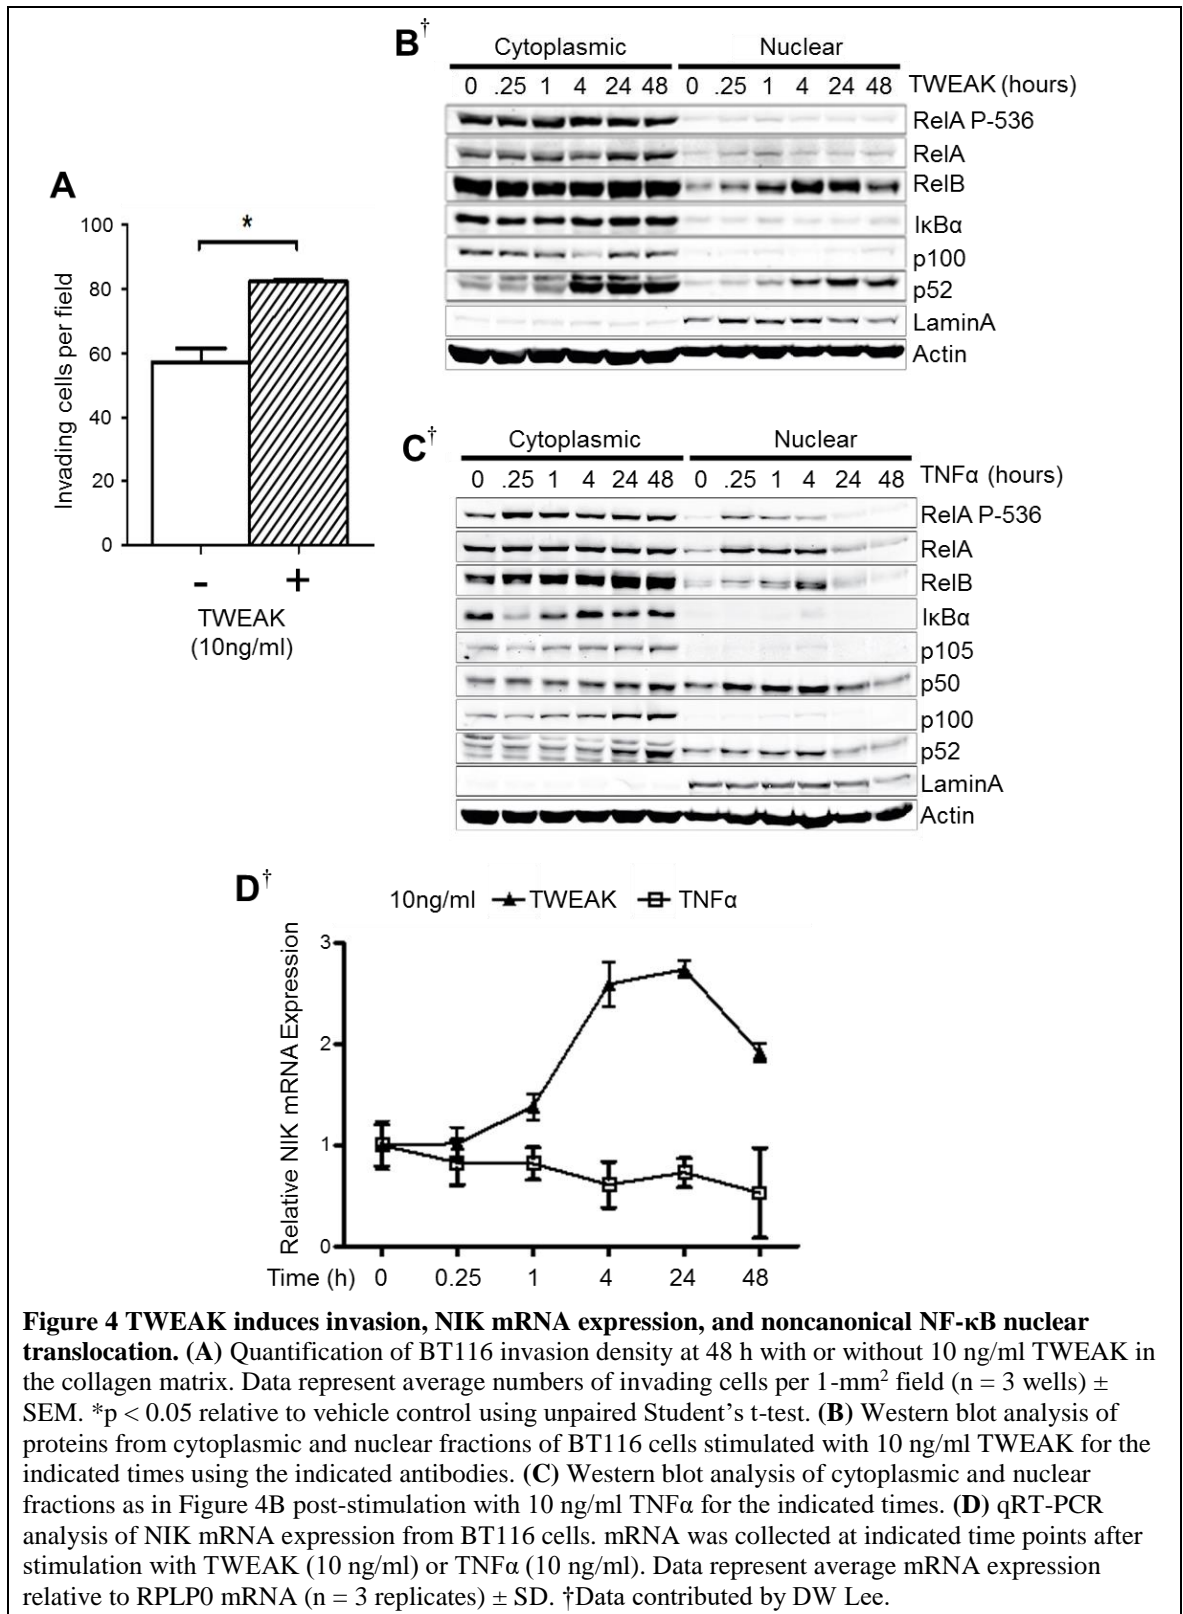 B†
Cytoplasmic Nuclear
0 .25 1 4 24 48 0 .25 1 4 24 48 TWEAK (hours)
RelA P-536
RelA
RelB
IκBα
p100
p52
LaminA
Actin
A
*
100
80
60
40
20
0
Invading cells per field
- +
TWEAK
(10ng/ml)
C†
Cytoplasmic Nuclear
0 .25 1 4 24 48 0 .25 1 4 24 48 TNFα (hours)
RelA P-536
RelA
RelB
IκBα
p105
p50
p100
p52
LaminA
Actin
D†
10ng/ml TWEAK TNFα
Relative NIK mRNA Expression
3
2
1
0
Time (h) 0 0.25 1 4 24 48
Figure 4 TWEAK induces invasion, NIK mRNA expression, and noncanonical NF-κB nuclear
translocation. (A) Quantification of BT116 invasion density at 48 h with or without 10 ng/ml TWEAK in
the collagen matrix. Data represent average numbers of invading cells per 1-mm² field (n = 3 wells) ±
SEM. *p < 0.05 relative to vehicle control using unpaired Student’s t-test. (B) Western blot analysis of
proteins from cytoplasmic and nuclear fractions of BT116 cells stimulated with 10 ng/ml TWEAK for the
indicated times using the indicated antibodies. (C) Western blot analysis of cytoplasmic and nuclear
fractions as in Figure 4B post-stimulation with 10 ng/ml TNFα for the indicated times. (D) qRT-PCR
analysis of NIK mRNA expression from BT116 cells. mRNA was collected at indicated time points after
stimulation with TWEAK (10 ng/ml) or TNFα (10 ng/ml). Data represent average mRNA expression
relative to RPLP0 mRNA (n = 3 replicates) ± SD. †Data contributed by DW Lee.